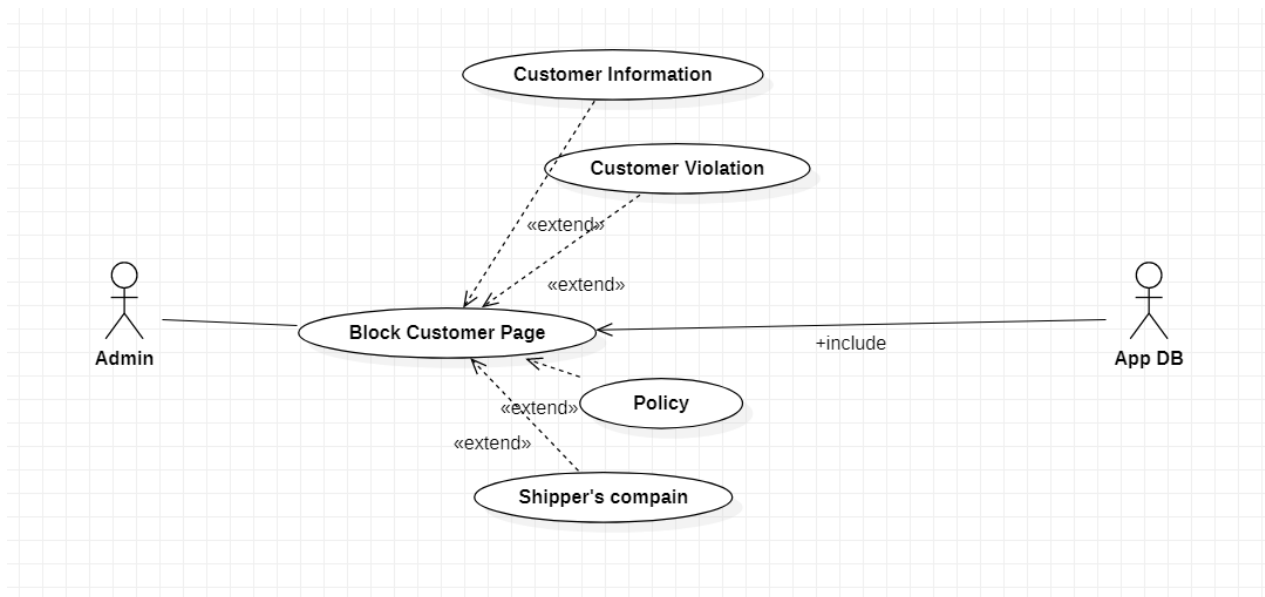 Customer Information
Customer Violation
«extend»
«extend»
Admin
Block Customer Page
+include
App DB
Policy
«extend»
«extend»
Shipper's compain